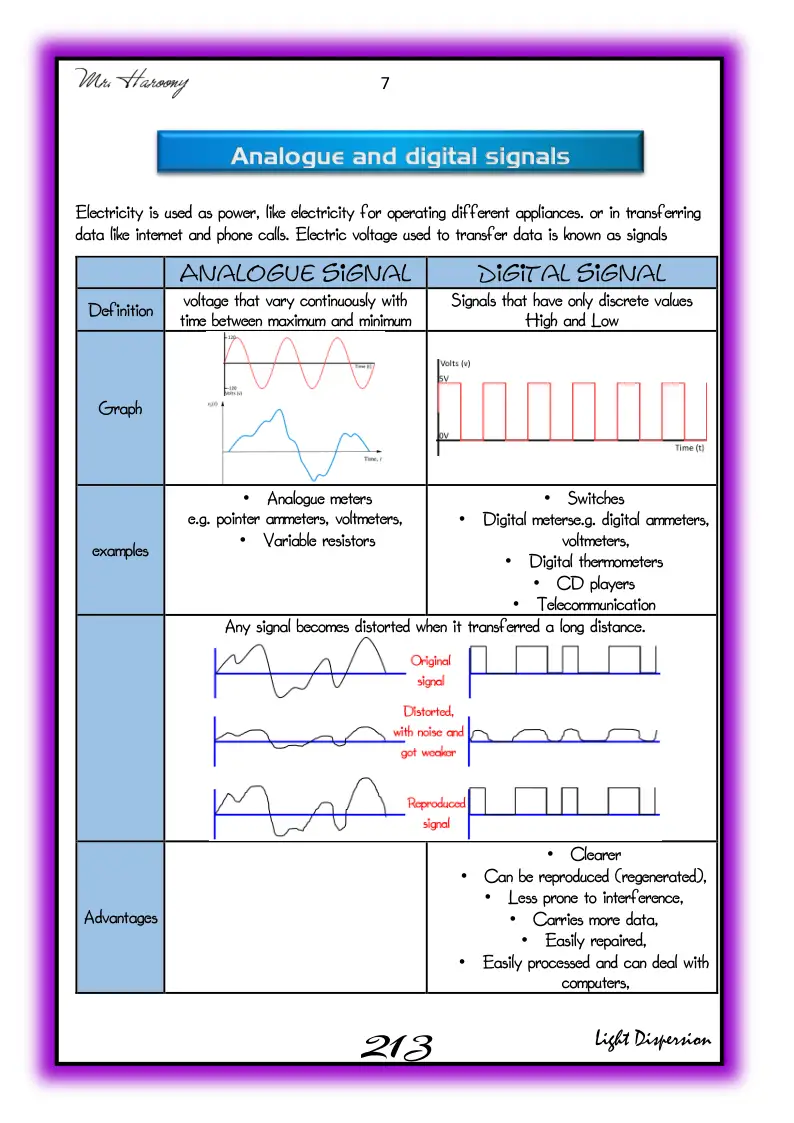 Mr. Haroony
7
Analogue and digital signals
Electricity is used as power, like electricity for operating different appliances. or in transferring
data like internet and phone calls. Electric voltage used to transfer data is known as signals
ANALOGUE SIGNAL
DIGITAL SIGNAL
Definition
voltage that vary continuously with
time between maximum and minimum
Signals that have only discrete values
High and Low
Graph
120
Time (t)
Volts (v)
Time, t
Volts (v)
5V
0V
Time (t)
examples
• Analogue meters
e.g. pointer ammeters, voltmeters,
• Variable resistors
• Switches
• Digital meterse.g. digital ammeters,
voltmeters,
• Digital thermometers
• CD players
• Telecommunication
Any signal becomes distorted when it transferred a long distance.
Original
signal
Distorted,
with noise and
got weaker
Reproduced
signal
Advantages
• Clearer
• Can be reproduced (regenerated),
• Less prone to interference,
• Carries more data,
• Easily repaired,
• Easily processed and can deal with
computers,
213
Light Dispersion